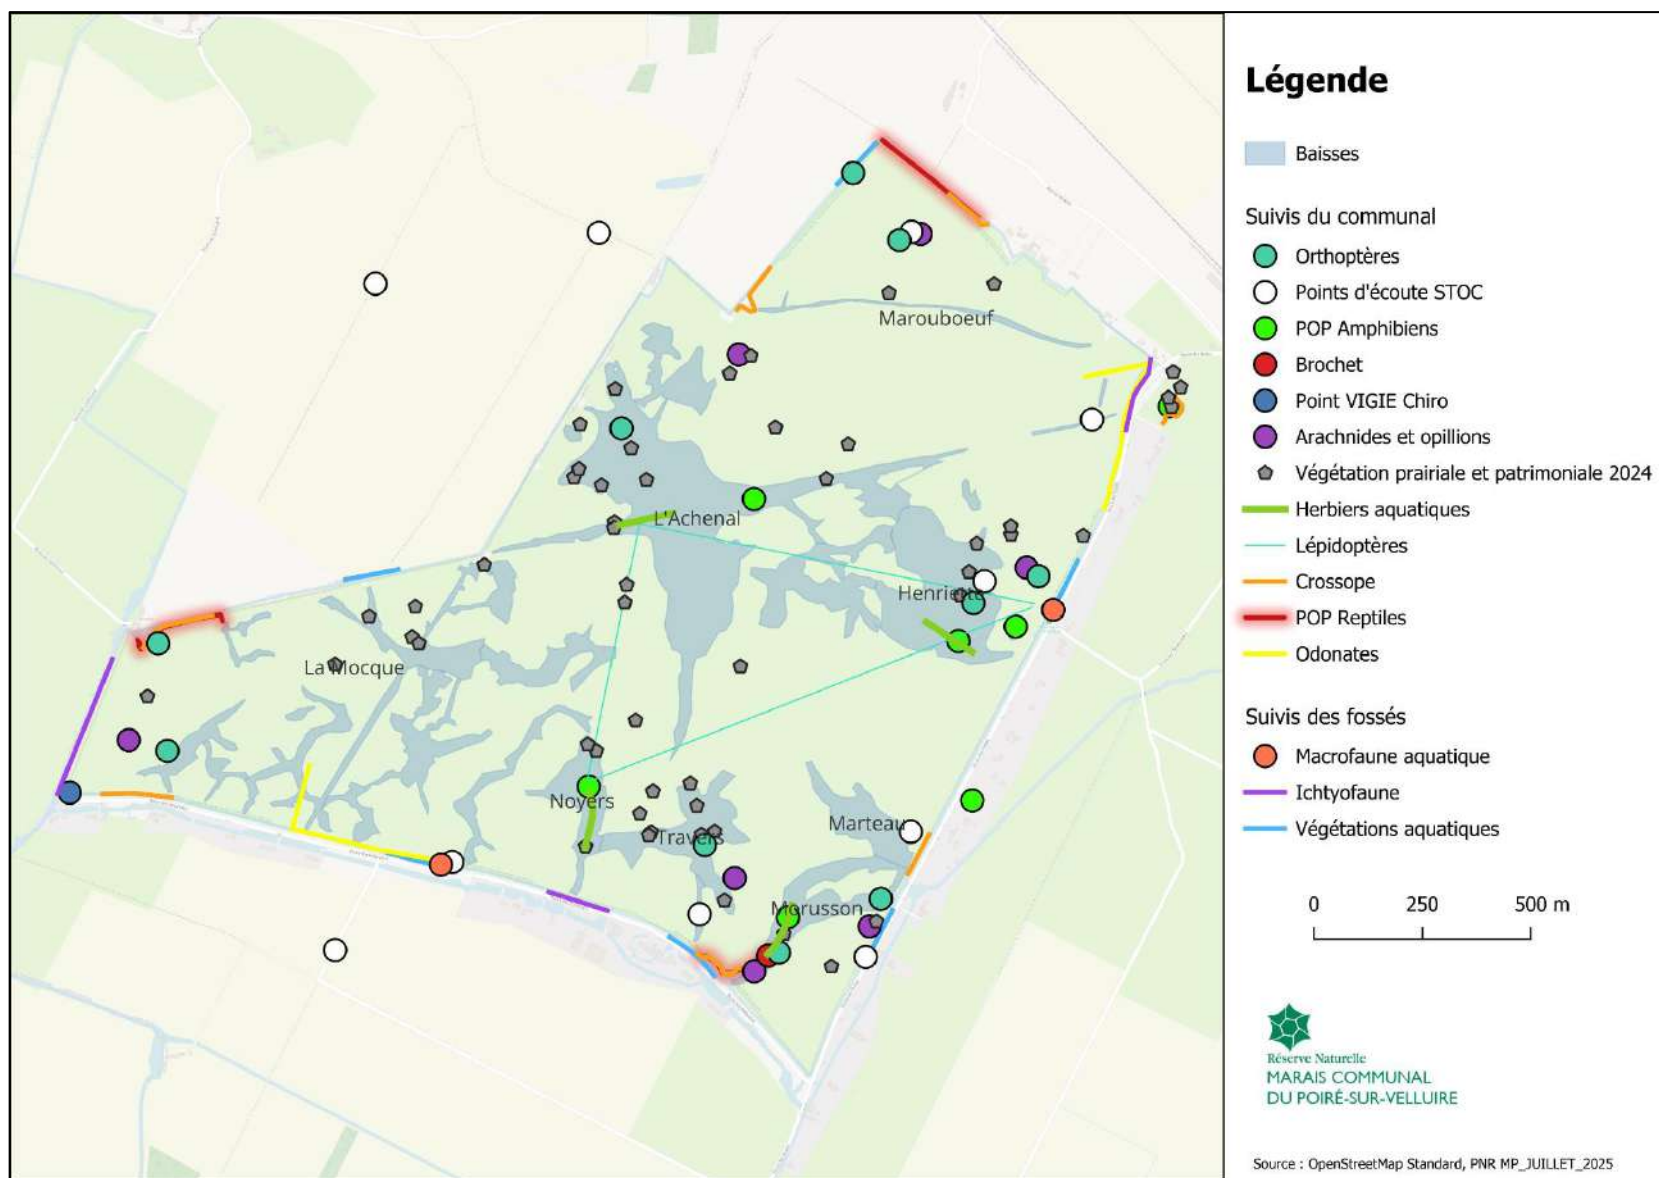 Marouboeuf
L'Achenal
Henriette
La Mocque
Noyers
Travers
Marteau
Morusson
Légende
Baisses
Suivis du communal
Orthoptères
Points d'écoute STOC
POP Amphibiens
Brochet
Point VIGIE Chiro
Arachnides et opillions
Végétation prairiale et patrimoniale 2024
Herbiers aquatiques
Lépidoptères
Crossope
POP Reptiles
Odonates
Suivis des fossés
Macrofaune aquatique
Ichtyofaune
Végétations aquatiques
0 250 500 m
Réserve Naturelle
MARAIS COMMUNAL
DU POIRÉ-SUR-VELLUIRE
Source : OpenStreetMap Standard, PNR MP_JUILLET_2025